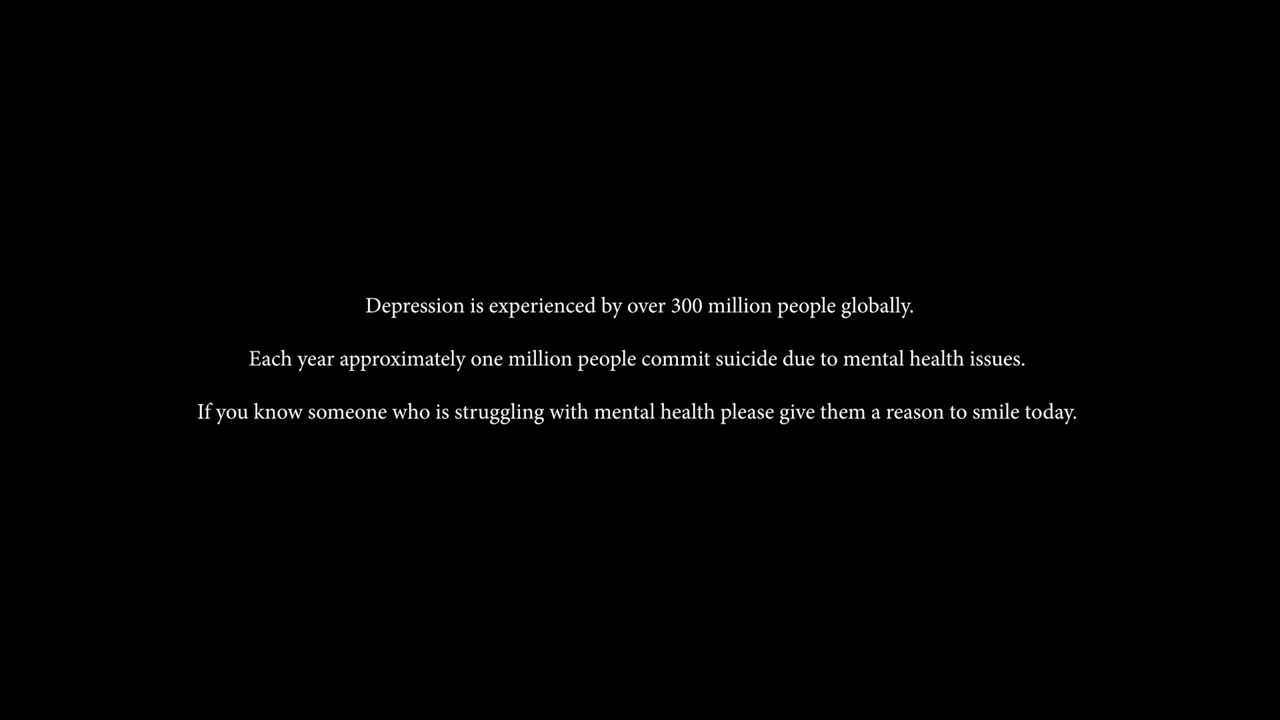 Depression is experienced by over 300 million people globally.
Each year approximately one million people commit suicide due to mental health issues.
If you know someone who is struggling with mental health please give them a reason to smile today.